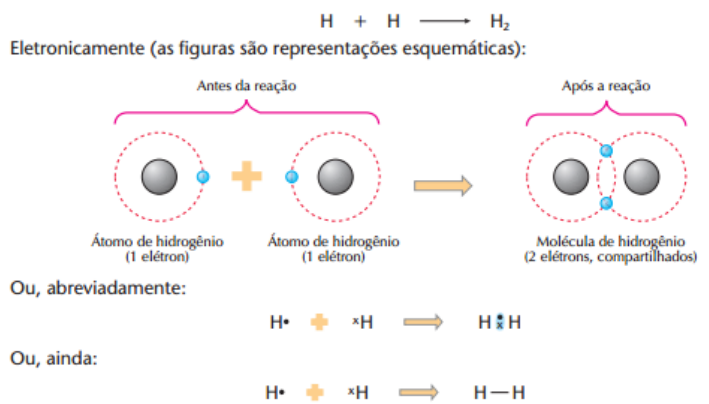 H + H ⟶ H₂
Eletronicamente (as figuras são representações esquemáticas):
Antes da reação
Após a reação
Átomo de hidrogênio
(1 elétron)
Átomo de hidrogênio
(1 elétron)
Molécula de hidrogênio
(2 elétrons, compartilhados)
Ou, abreviadamente:
H• + ˣH ⟹ H •x H
Ou, ainda:
H• + ˣH ⟹ H—H